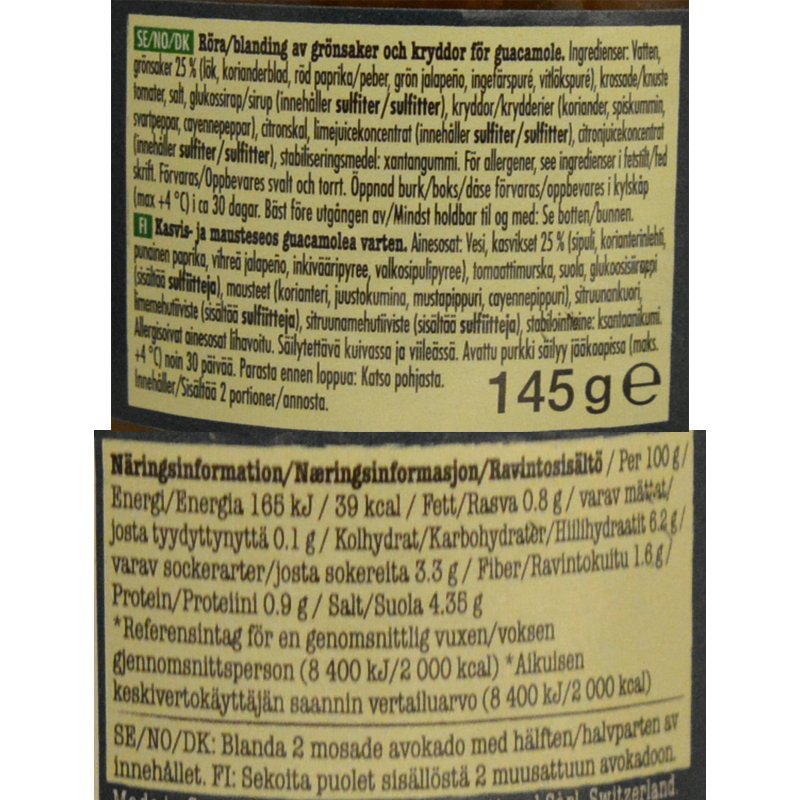 SE/NO/DK Röra/blanding av grönsaker och kryddor för guacamole. Ingredienser: Vatten,
grönsaker 25 % (lök, korianderblad, röd paprika/peber, grön jalapeño, ingefärspuré, vitlökspuré), krossade/knuste
tomater, salt, glukossirap/sirup (innehåller sulfiter/sulfitter), kryddor/krydderier (koriander, spiskummin,
svartpeppar, cayennepeppar), citronskal, limejuicekoncentrat (innehåller sulfiter/sulfitter), citronjuicekoncentrat
(innehåller sulfiter/sulfitter), stabiliseringsmedel: xantangummi. För allergener, see ingredienser i fetstilt/fed
skrift. Förvaras/Oppbevares svalt och torrt. Öppnad burk/boks/dåse förvaras/oppbevares i kylskåp
(max +4 °C) i ca 30 dagar. Bäst före utgången av/Mindst holdbar til og med: Se botten/bunnen.
FI Kasvis- ja mausteseos guacamolea varten. Ainesosat: Vesi, kasvikset 25 % (sipuli, korianterinlehti,
punainen paprika, vihreä jalapeño, inkivääripyree, valkosipulipyree), tomaattimurska, suola, glukoosisiirappi
(sisältää sulfiitteja), mausteet (korianteri, juustokumina, mustapippuri, cayennepippuri), sitruunankuori,
limemehutiiviste (sisältää sulfiitteja), sitruunamehutiiviste (sisältää sulfiitteja), stabilointiaine: ksantaanikumi.
Allergisoivat ainesosat lihavoitu. Säilytettävä kuivassa ja viileässä. Avattu purkki säilyy jääkaapissa (maks.
+4 °C) noin 30 päivää. Parasta ennen loppua: Katso pohjasta.
Innehåller/Sisältää 2 portioner/annosta.
145 g e
Näringsinformation/Næringsinformasjon/Ravintosisältö / Per 100 g /
Energi/Energia 165 kJ / 39 kcal / Fett/Rasva 0.8 g / varav mättat/
josta tyydyttynyttä 0.1 g / Kolhydrat/Karbohydrater/Hiilihydraatit 6.2 g /
varav sockerarter/josta sokereita 3.3 g / Fiber/Ravintokuitu 1.6 g /
Protein/Proteiini 0.9 g / Salt/Suola 4.35 g
*Referensintag för en genomsnittlig vuxen/voksen
gjennomsnittsperson (8 400 kJ/2 000 kcal) *Aikuisen
keskivertokäyttäjän saannin vertailuarvo (8 400 kJ/2 000 kcal)
SE/NO/DK: Blanda 2 mosade avokado med hälften/halvparten av
innehållet. FI: Sekoita puolet sisällöstä 2 muusattuun avokadoon.
Sàrl, Switzerland.